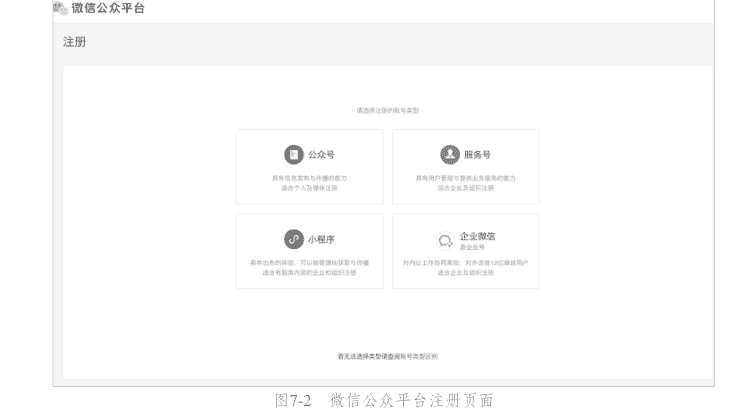 微信公众平台
注册
请选择注册的账号类型
公众号
具有信息发布与传播的能力
适合个人及媒体注册
服务号
具有用户管理与提供业务服务的能力
适合企业及组织注册
小程序
具有出色的体验，可以被便捷地获取与传播
适合有服务内容的企业和组织注册
企业微信
原企业号
对内让工作协同高效，对外连接12亿微信用户
适合企业及组织注册
若无法选择类型请查阅账号类型区别
图7-2 微信公众平台注册页面